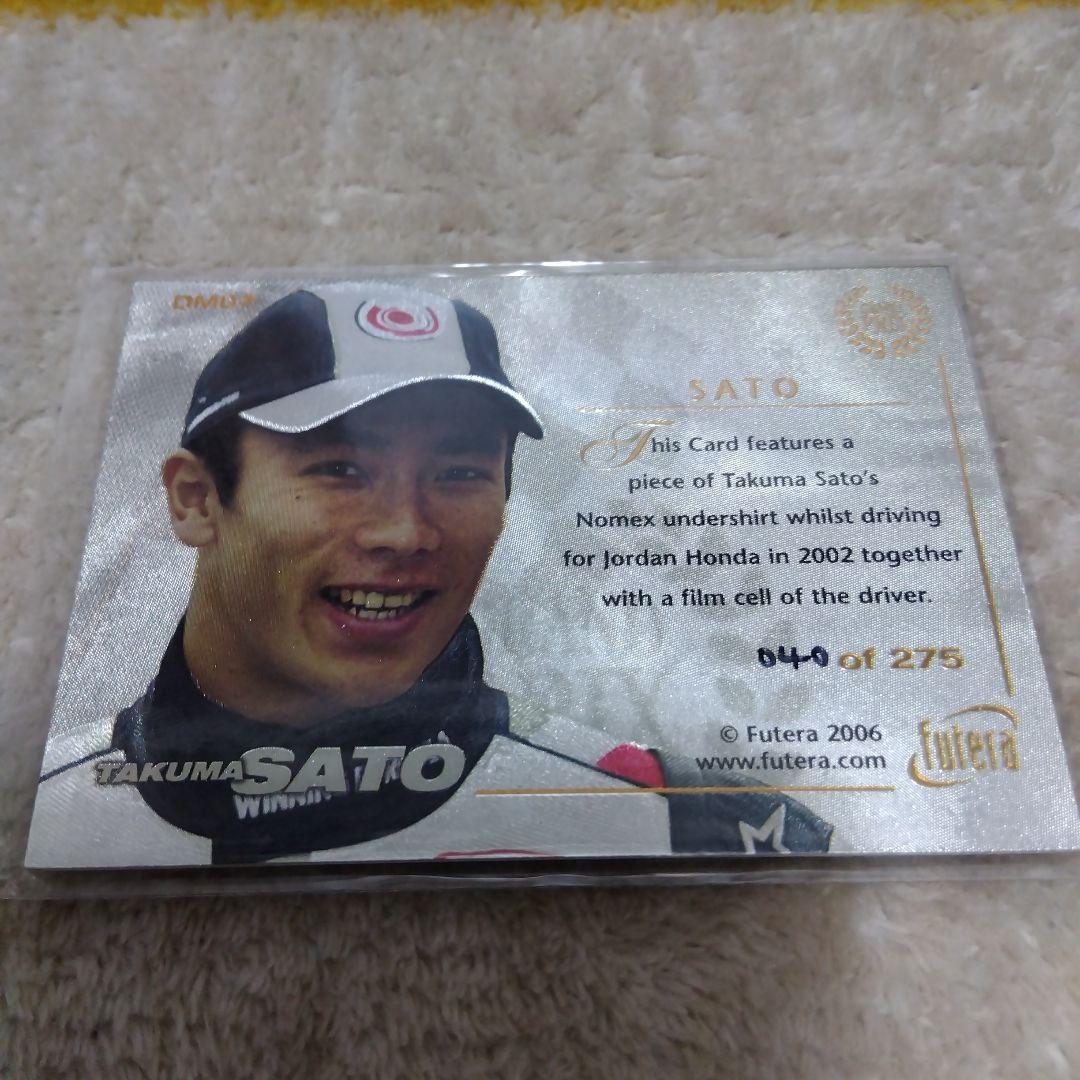 SATO
This Card features a
piece of Takuma Sato's
Nomex undershirt whilst driving
for Jordan Honda in 2002 together
with a film cell of the driver.
040 of 275
© Futera 2006
www.futera.com
futera
TAKUMA SATO